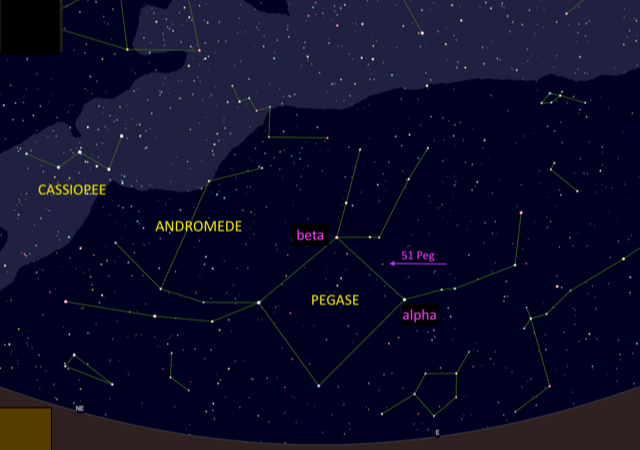 CASSIOPEE
ANDROMEDE
beta
51 Peg
PEGASE
alpha
NE
E